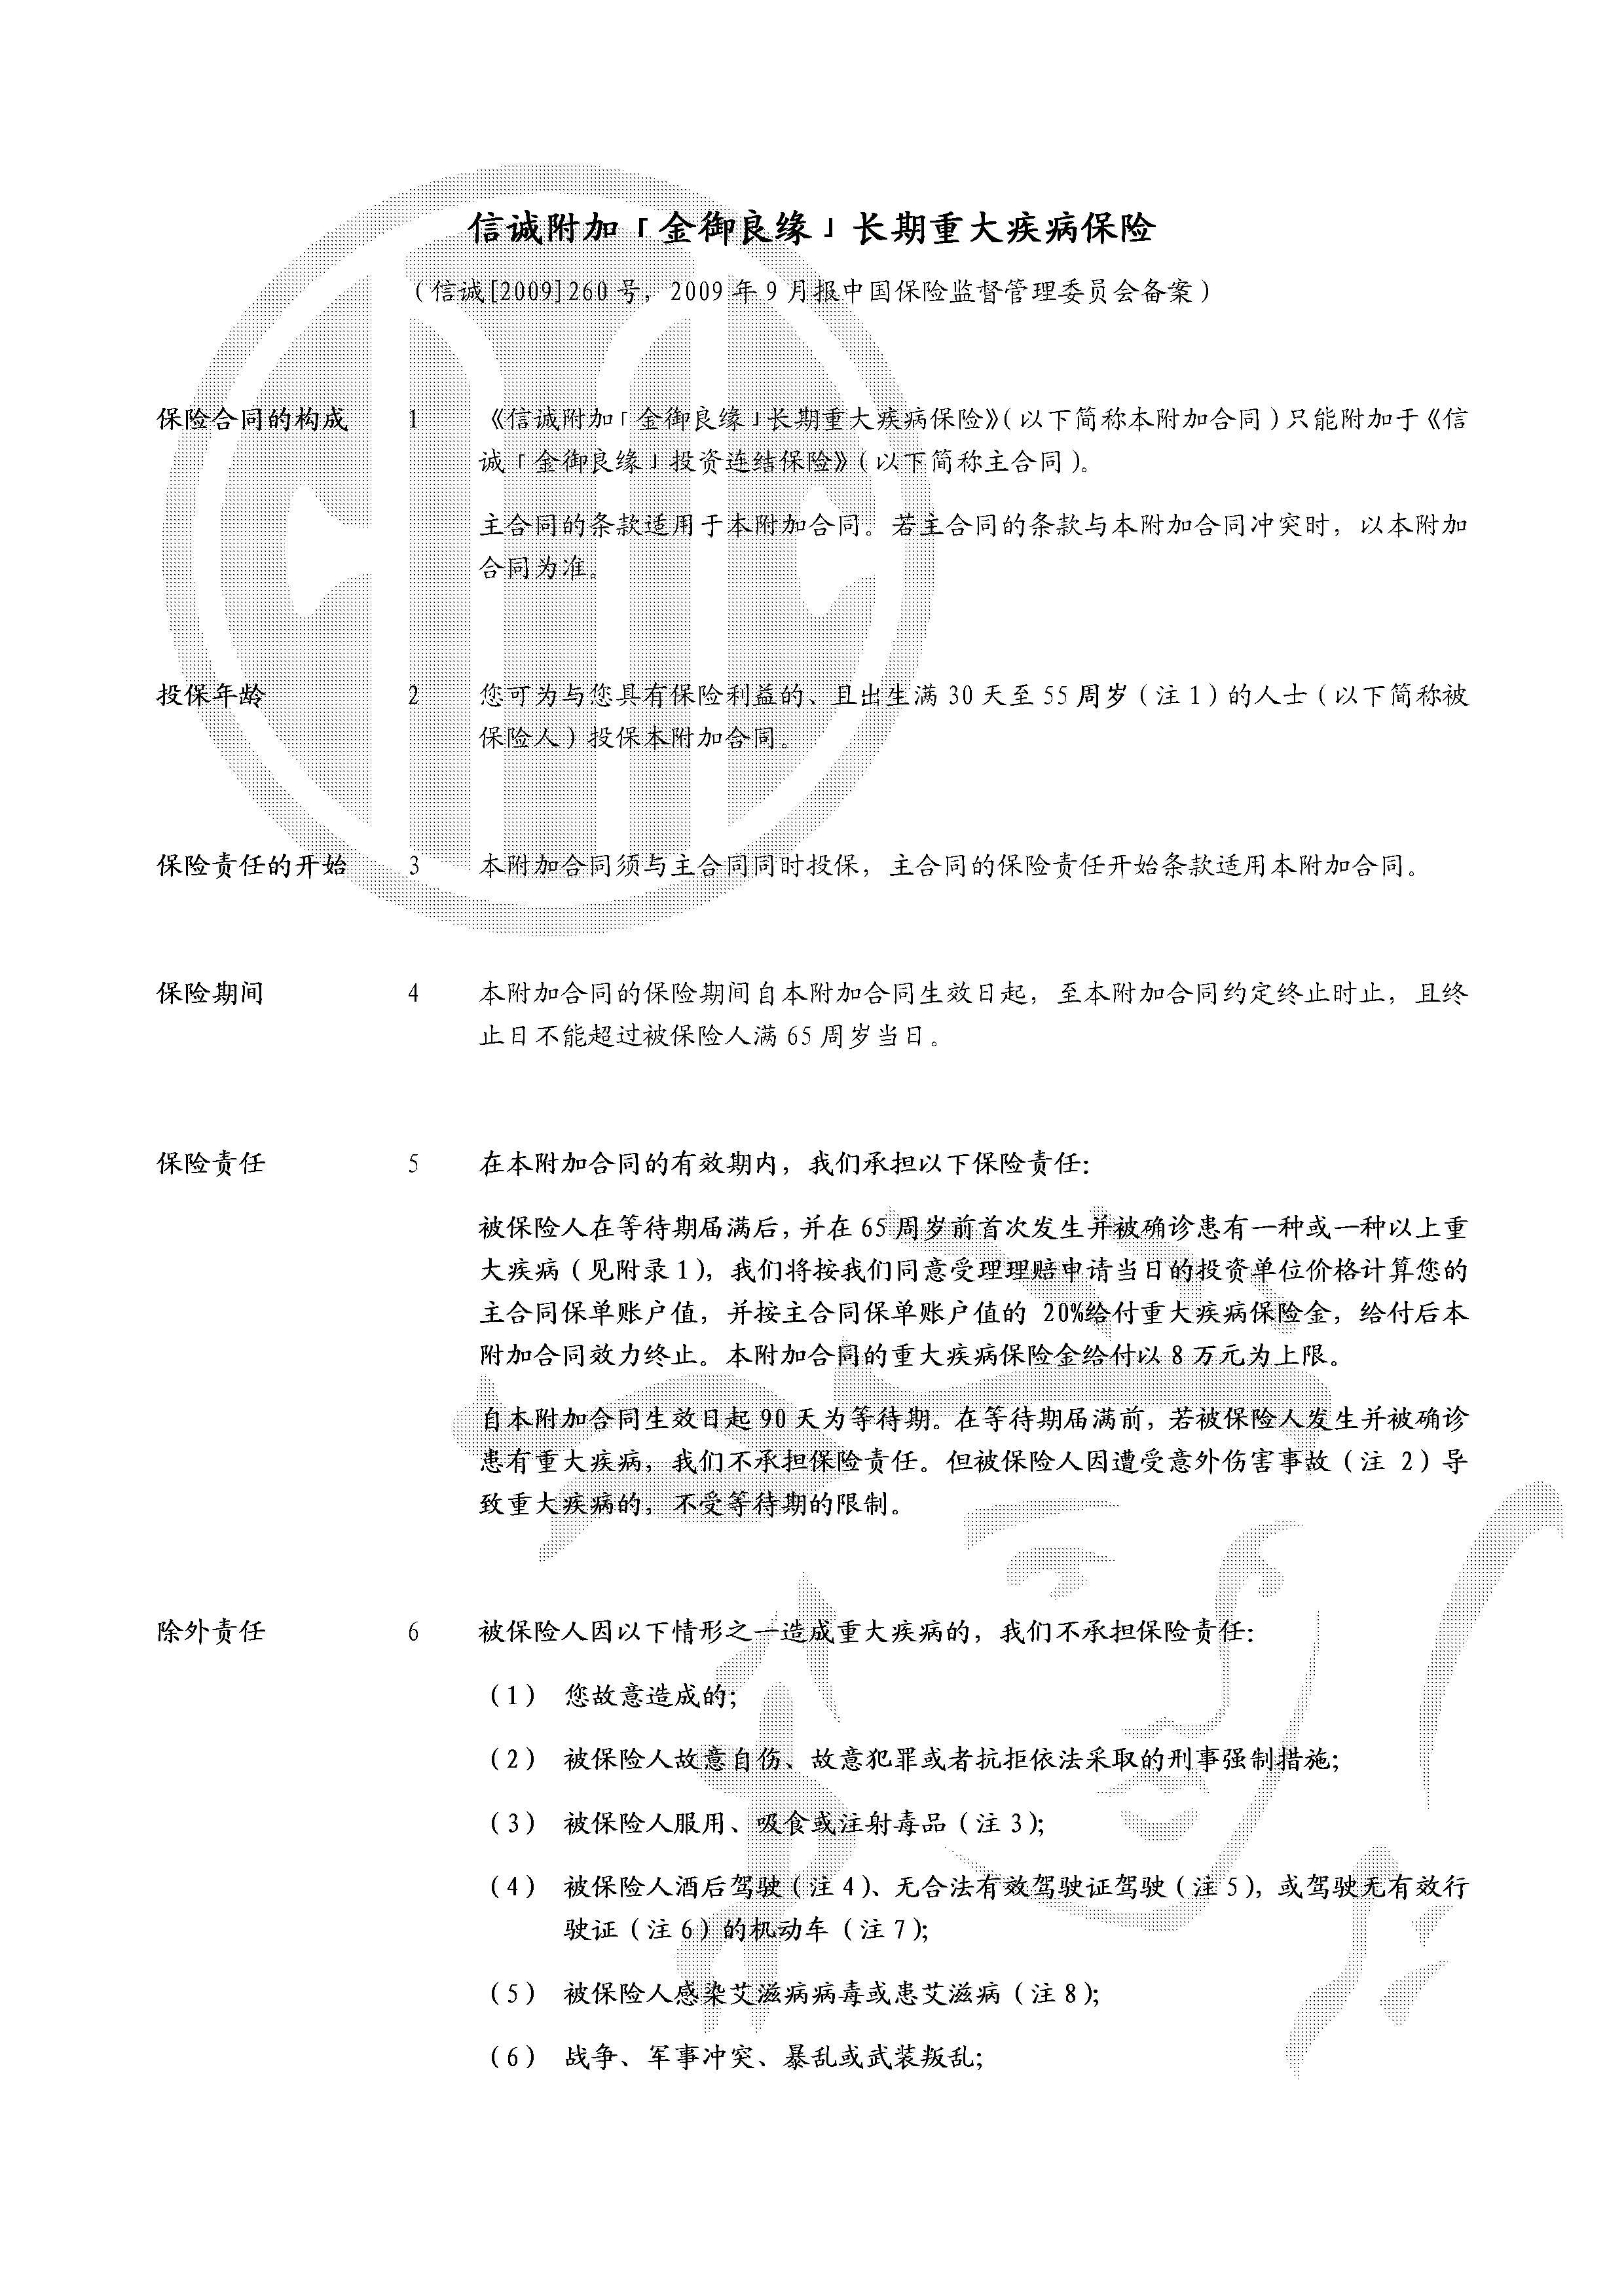 信诚附加「金御良缘」长期重大疾病保险
（信诚[2009]260号，2009年9月报中国保险监督管理委员会备案）
保险合同的构成 1 《信诚附加「金御良缘」长期重大疾病保险》（以下简称本附加合同）只能附加于《信
诚「金御良缘」投资连结保险》（以下简称主合同）。
主合同的条款适用于本附加合同。若主合同的条款与本附加合同冲突时，以本附加
合同为准。
投保年龄 2 您可为与您具有保险利益的、且出生满30天至55周岁（注1）的人士（以下简称被
保险人）投保本附加合同。
保险责任的开始 3 本附加合同须与主合同同时投保，主合同的保险责任开始条款适用本附加合同。
保险期间 4 本附加合同的保险期间自本附加合同生效日起，至本附加合同约定终止时止，且终
止日不能超过被保险人满65周岁当日。
保险责任 5 在本附加合同的有效期内，我们承担以下保险责任：
被保险人在等待期届满后，并在65周岁前首次发生并被确诊患有一种或一种以上重
大疾病（见附录1），我们将按我们同意受理理赔申请当日的投资单位价格计算您的
主合同保单账户值，并按主合同保单账户值的 20%给付重大疾病保险金，给付后本
附加合同效力终止。本附加合同的重大疾病保险金给付以8万元为上限。
自本附加合同生效日起90天为等待期。在等待期届满前，若被保险人发生并被确诊
患有重大疾病，我们不承担保险责任。但被保险人因遭受意外伤害事故（注 2）导
致重大疾病的，不受等待期的限制。
除外责任 6 被保险人因以下情形之一造成重大疾病的，我们不承担保险责任：
（1） 您故意造成的；
（2） 被保险人故意自伤、故意犯罪或者抗拒依法采取的刑事强制措施；
（3） 被保险人服用、吸食或注射毒品（注3）；
（4） 被保险人酒后驾驶（注4）、无合法有效驾驶证驾驶（注5），或驾驶无有效行
驶证（注6）的机动车（注7）；
（5） 被保险人感染艾滋病病毒或患艾滋病（注8）；
（6） 战争、军事冲突、暴乱或武装叛乱；